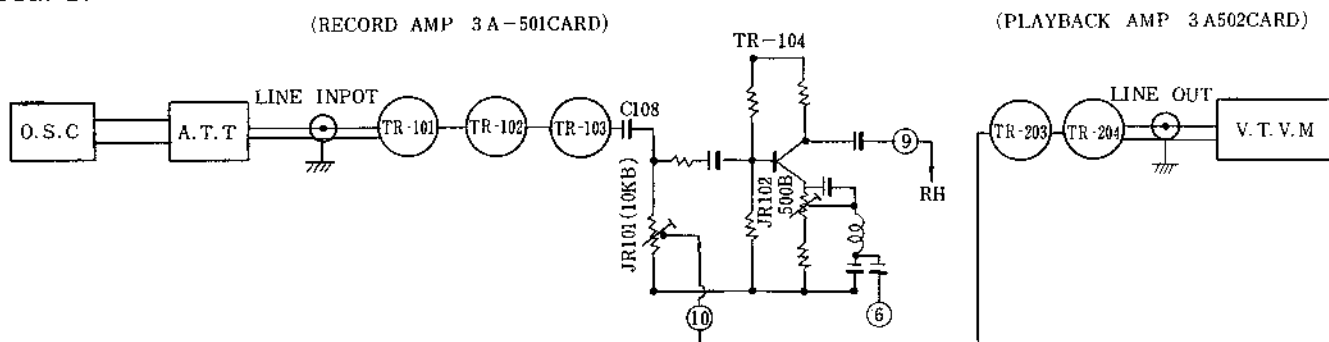 (RECORD AMP 3A-501CARD)
(PLAYBACK AMP 3A502CARD)
TR-104
LINE INPOT
C108
LINE OUT
O.S.C
A.T.T
TR-101
TR-102
TR-103
9
TR-203
TR-204
V.T.V.M
JR102
500B
RH
JR101(10KB)
10
6